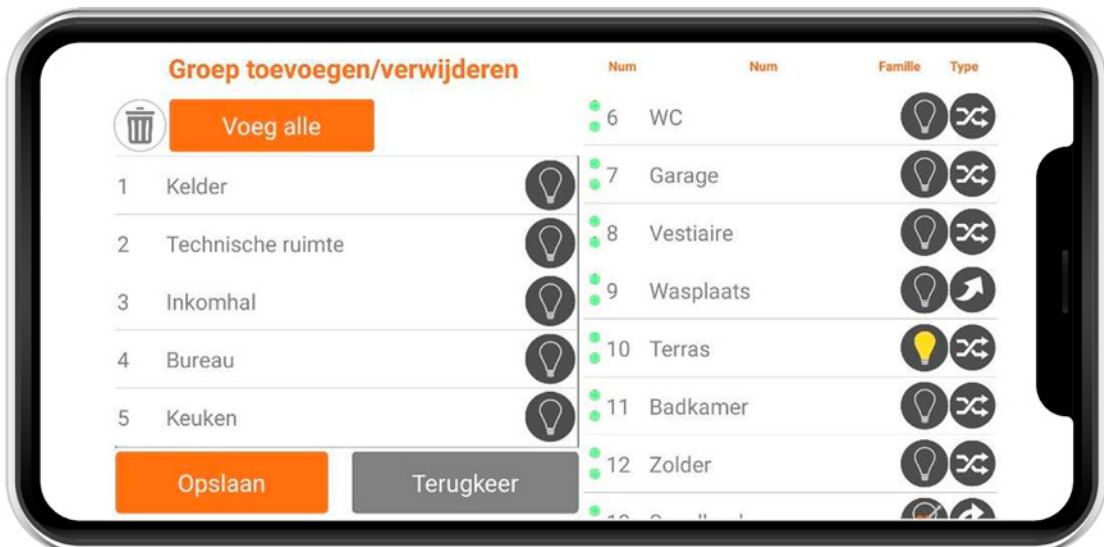 Groep toevoegen/verwijderen
Voeg alle
1 Kelder
2 Technische ruimte
3 Inkomhal
4 Bureau
5 Keuken
Opslaan Terugkeer
Num Num Famille Type
6 WC
7 Garage
8 Vestiaire
9 Wasplaats
10 Terras
11 Badkamer
12 Zolder